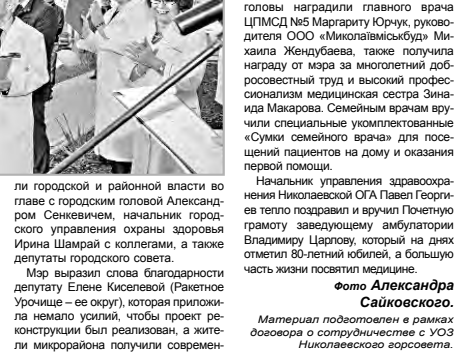 ли городской и районной власти во
главе с городским головой Александ-
ром Сенкевичем, начальник город-
ского управления охраны здоровья
Ирина Шамрай с коллегами, а также
депутаты городского совета.
Мэр выразил слова благодарности
депутату Елене Киселевой (Ракетное
Урочище – ее округ), которая приложи-
ла немало усилий, чтобы проект ре-
конструкции был реализован, а жите-
ли микрорайона получили современ-
головы наградили главного врача
ЦПМСД №5 Маргариту Юрчук, руково-
дителя ООО «Миколаївміськбуд» Ми-
хаила Жендубаева, также получила
награду от мэра за многолетний доб-
росовестный труд и высокий профес-
сионализм медицинская сестра Зина-
ида Макарова. Семейным врачам вру-
чили специальные укомплектованные
«Сумки семейного врача» для посе-
щений пациентов на дому и оказания
первой помощи.
Начальник управления здравоохра-
нения Николаевской ОГА Павел Георги-
ев тепло поздравил и вручил Почетную
грамоту заведующему амбулатории
Владимиру Царлову, который на днях
отметил 80-летний юбилей, а большую
часть жизни посвятил медицине.
Фото Александра
Сайковского.
Материал подготовлен в рамках
договора о сотрудничестве с УОЗ
Николаевского горсовета.